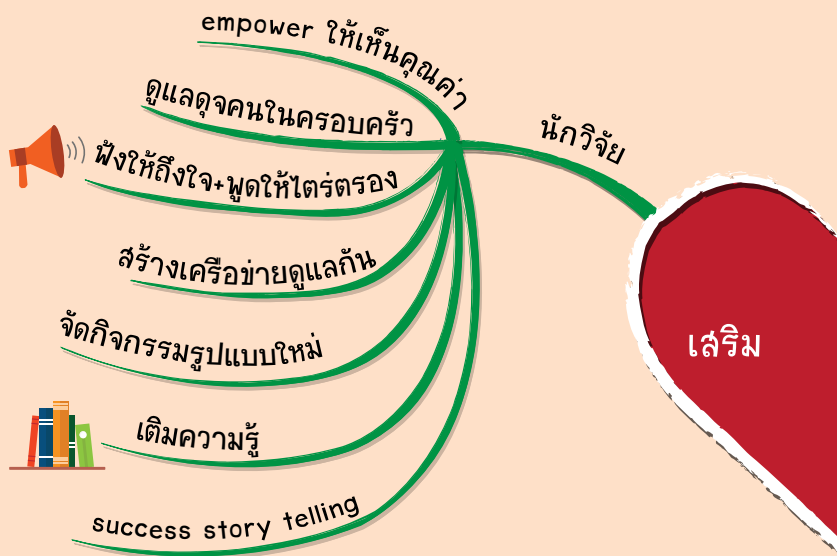 empower ให้เห็นคุณค่า
ดูแลดุจคนในครอบครัว
นักวิจัย
ฟังให้ถึงใจ+พูดให้ไตร่ตรอง
สร้างเครือข่ายดูแลกัน
จัดกิจกรรมรูปแบบใหม่
เสริม
เติมความรู้
success story telling